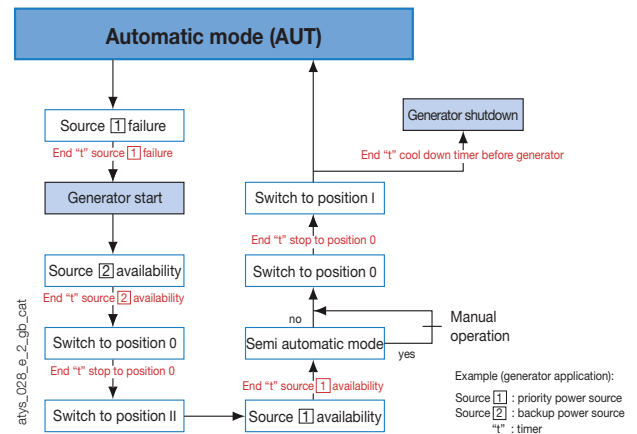 Automatic mode (AUT)
Source 1 failure
End “t” source 1 failure
Generator start
Source 2 availability
End “t” source 2 availability
Switch to position 0
End “t” stop to position 0
Switch to position II
Source 1 availability
End “t” source 1 availability
Semi automatic mode
no
yes
Manual
operation
Switch to position 0
End “t” stop to position 0
Switch to position I
End “t” cool down timer before generator
Generator shutdown
Example (generator application):
Source 1 : priority power source
Source 2 : backup power source
“t” : timer
atys_028_e_2_gb_cat